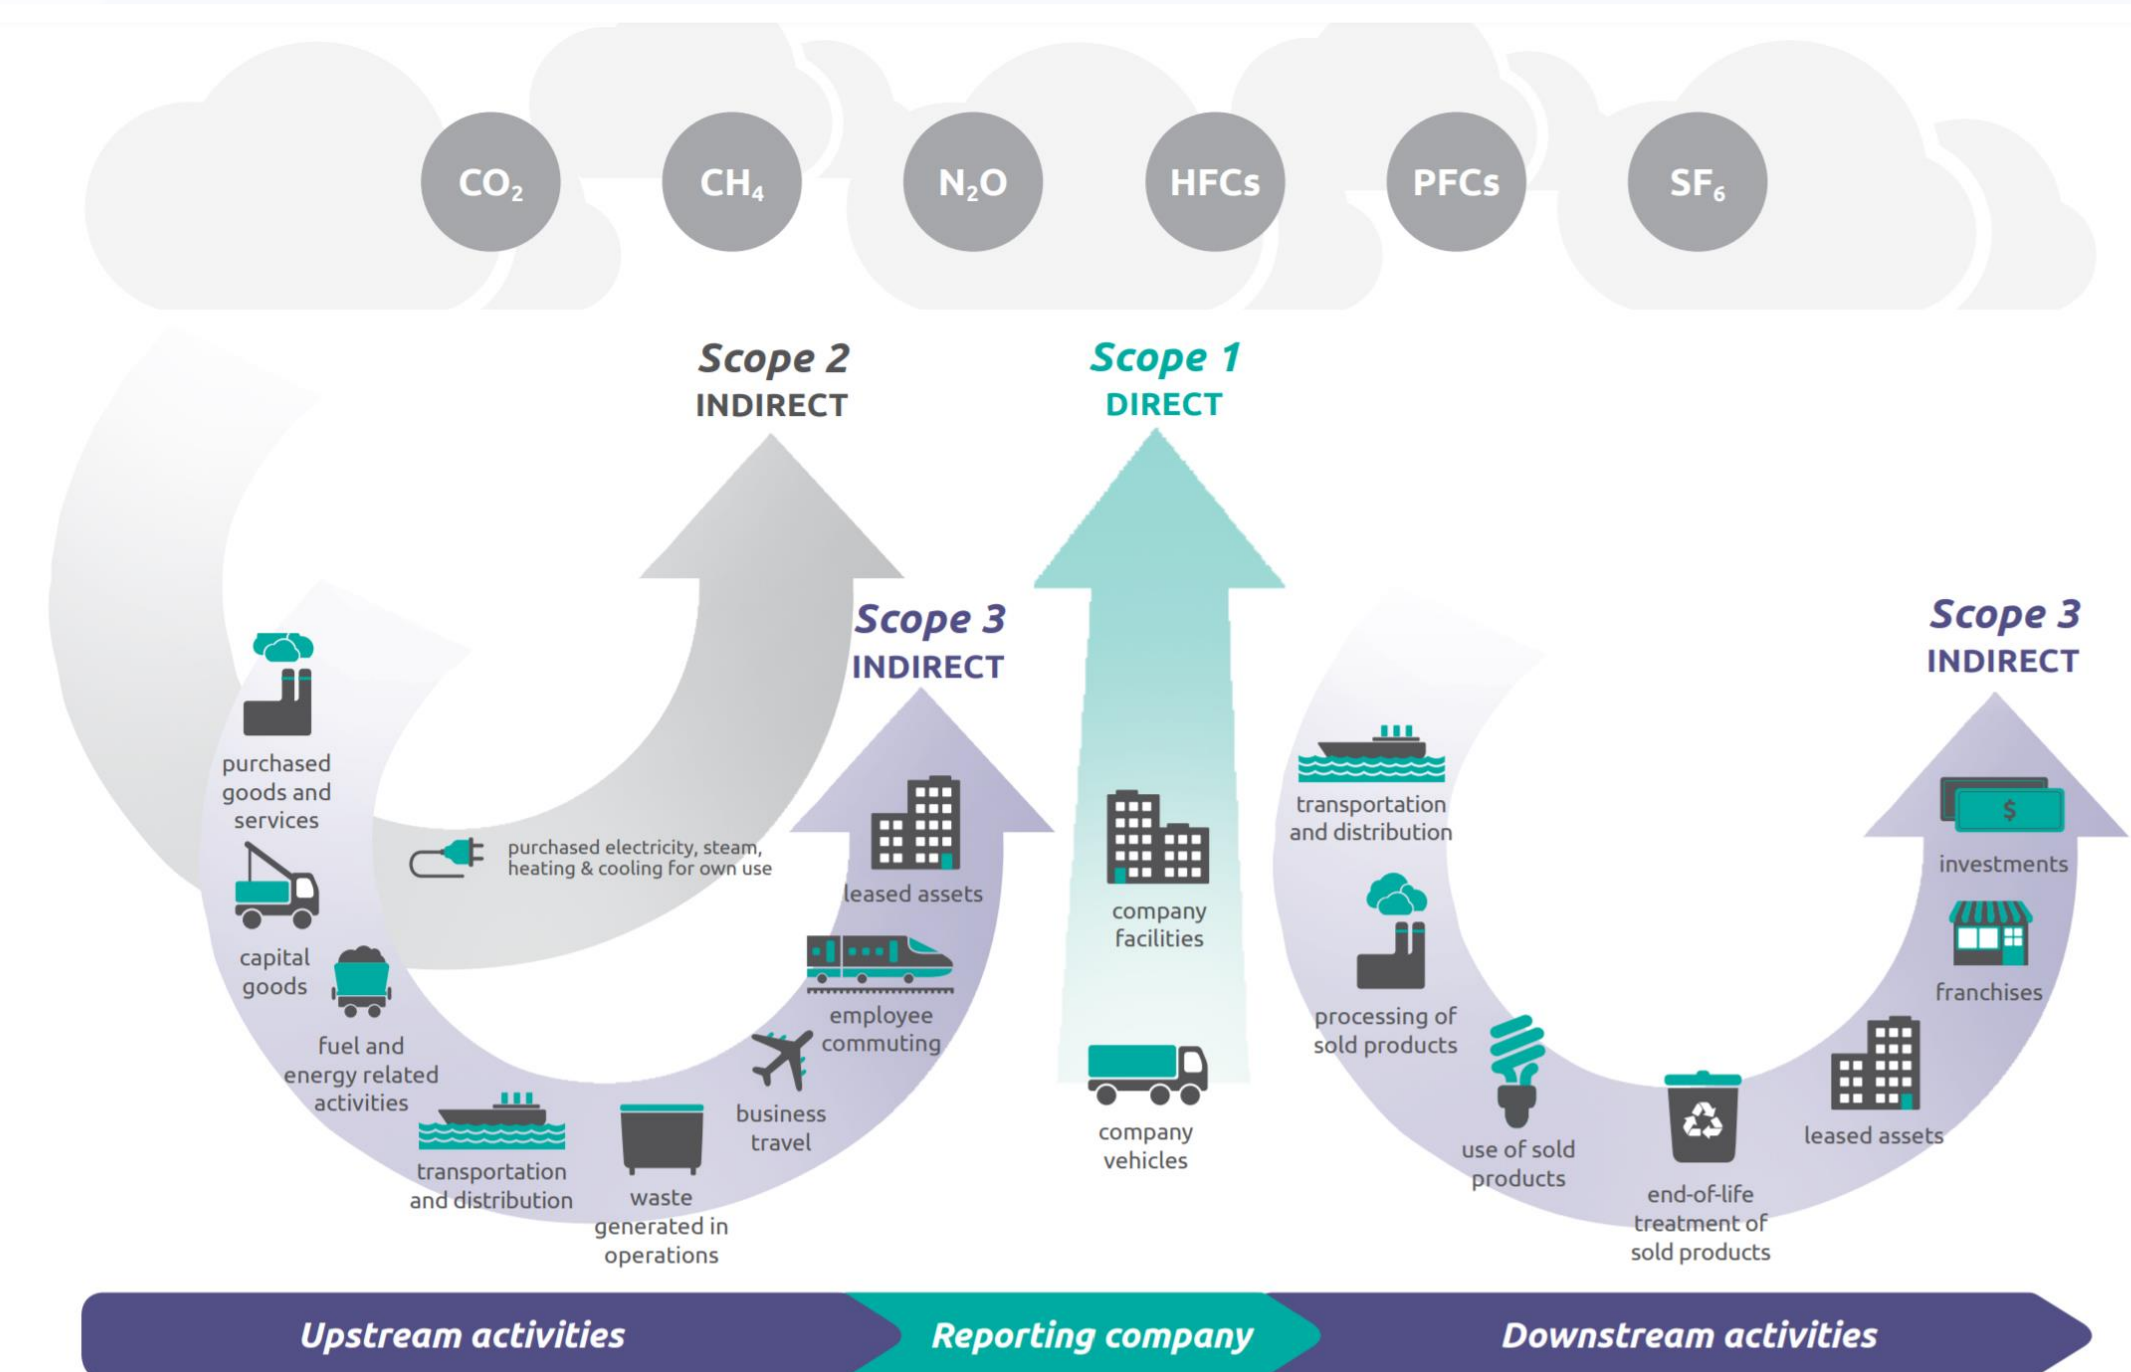 CO₂
CH₄
N₂O
HFCs
PFCs
SF₆
Scope 2
INDIRECT
Scope 1
DIRECT
Scope 3
INDIRECT
Scope 3
INDIRECT
purchased
goods and
services
capital
goods
fuel and
energy related
activities
transportation
and distribution
waste
generated in
operations
business
travel
employee
commuting
leased assets
purchased electricity, steam,
heating & cooling for own use
company
facilities
company
vehicles
transportation
and distribution
processing of
sold products
use of sold
products
end-of-life
treatment of
sold products
leased assets
franchises
$
investments
Upstream activities
Reporting company
Downstream activities